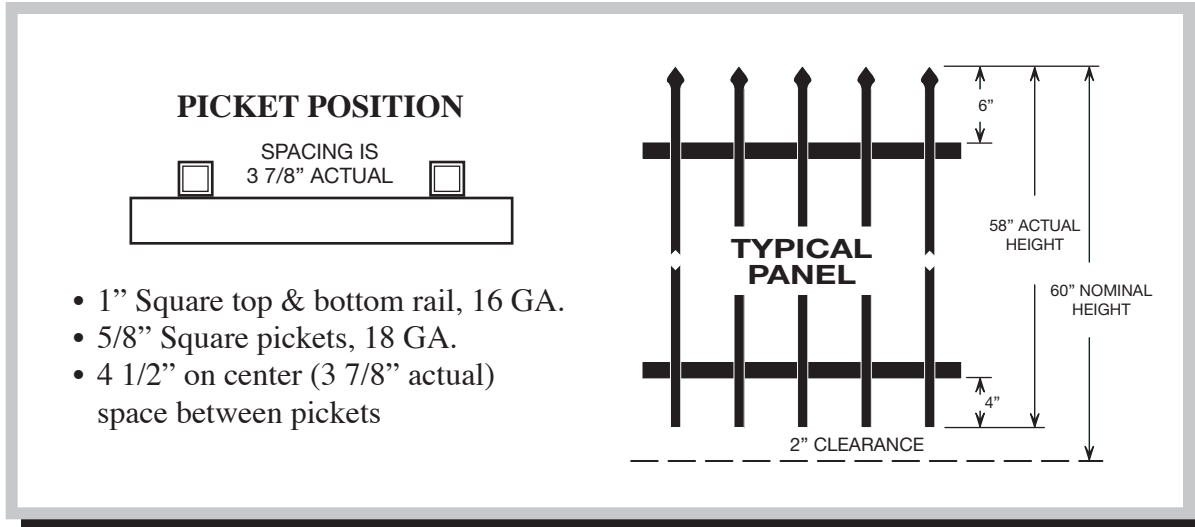 PICKET POSITION
SPACING IS
3 7/8” ACTUAL
• 1” Square top & bottom rail, 16 GA.
• 5/8” Square pickets, 18 GA.
• 4 1/2” on center (3 7/8” actual)
space between pickets
TYPICAL
PANEL
6”
58” ACTUAL
HEIGHT
60” NOMINAL
HEIGHT
4”
2” CLEARANCE